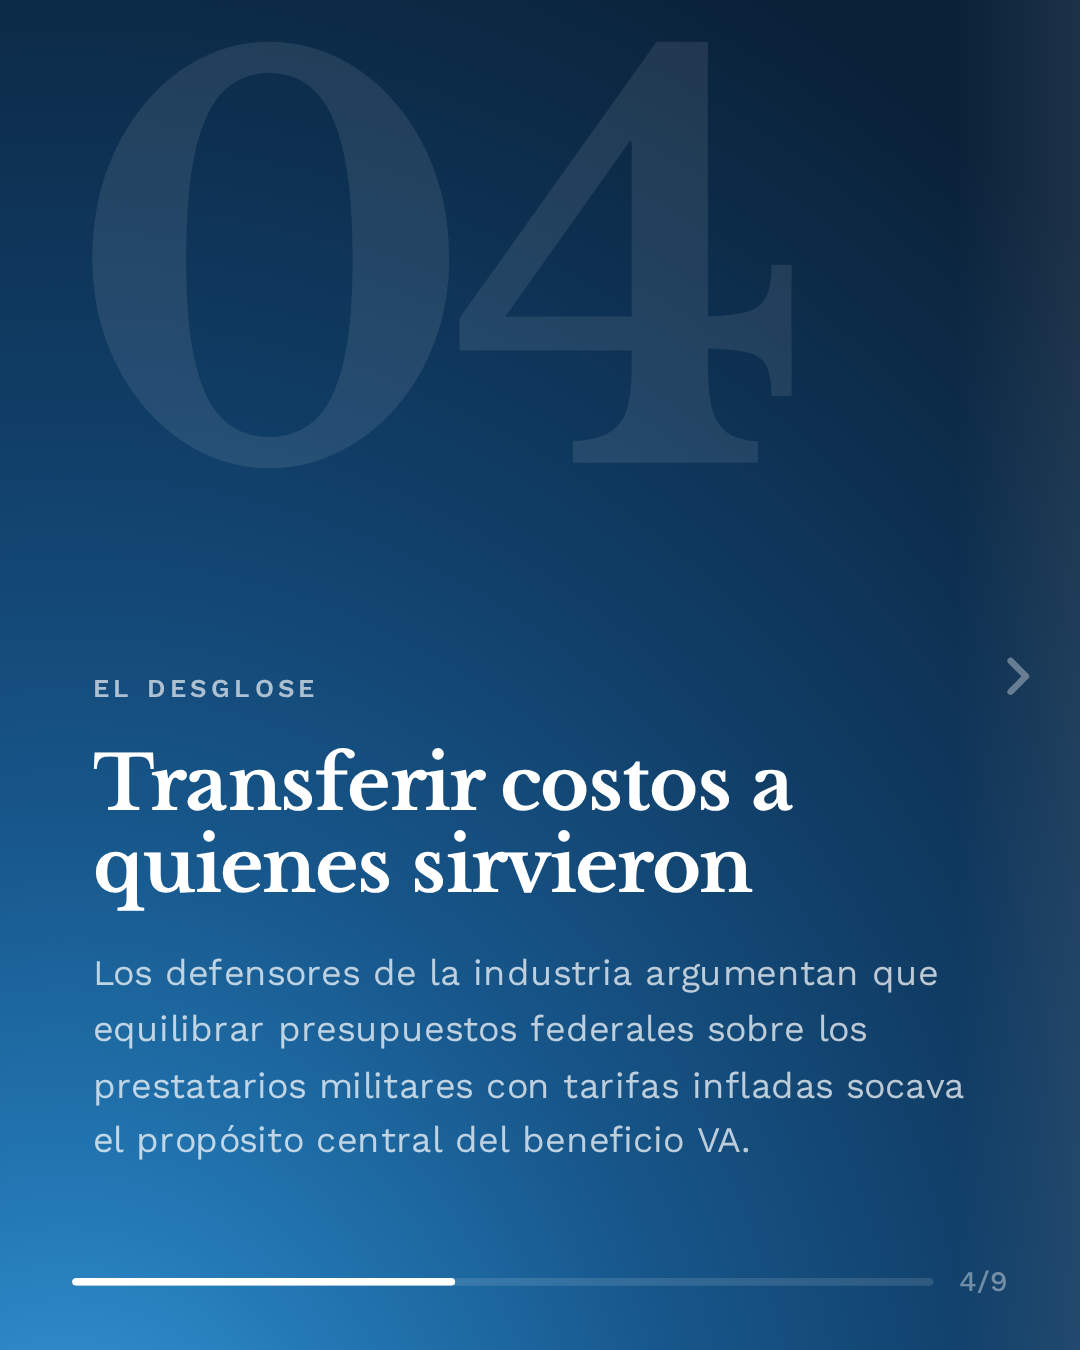 04
EL DESGLOSE
Transferir costos a
quienes sirvieron
Los defensores de la industria argumentan que
equilibrar presupuestos federales sobre los
prestatarios militares con tarifas infladas socava
el propósito central del beneficio VA.
4/9